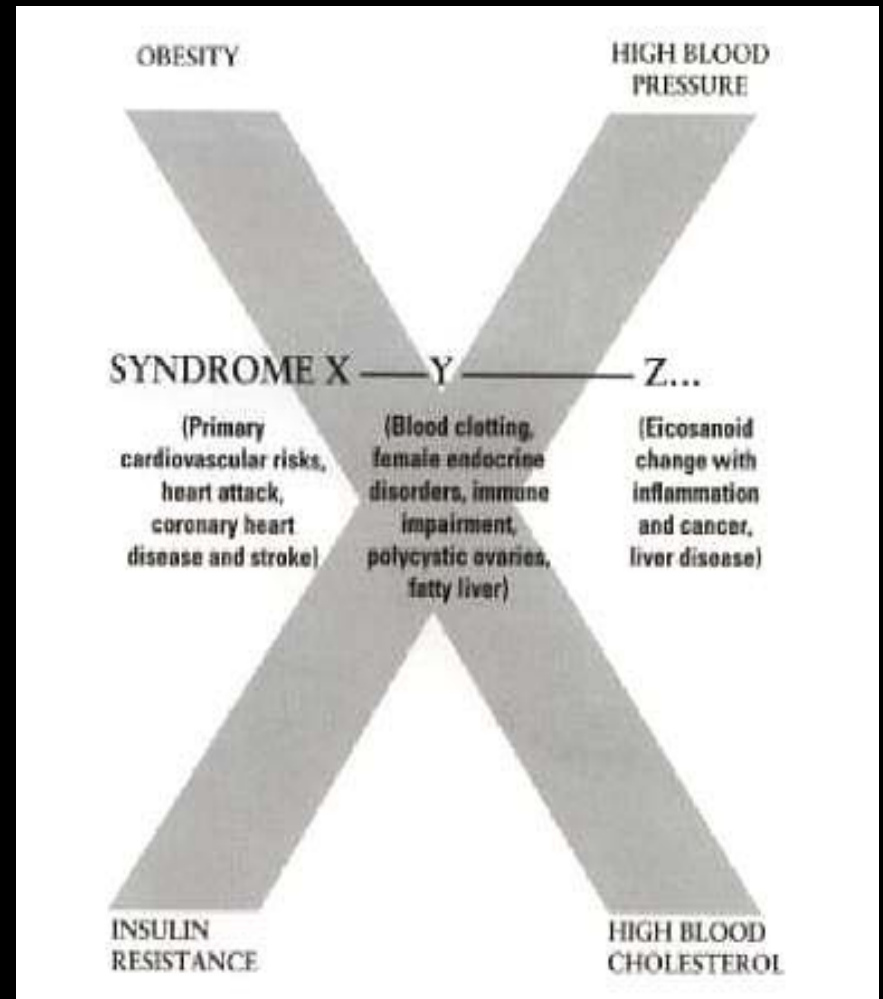 OBESITY
HIGH BLOOD
PRESSURE
SYNDROME X — Y — Z...
(Primary
cardiovascular risks,
heart attack,
coronary heart
disease and stroke)
(Blood clotting,
female endocrine
disorders, immune
impairment,
polycystic ovaries,
fatty liver)
(Eicosanoid
change with
inflammation
and cancer,
liver disease)
INSULIN
RESISTANCE
HIGH BLOOD
CHOLESTEROL